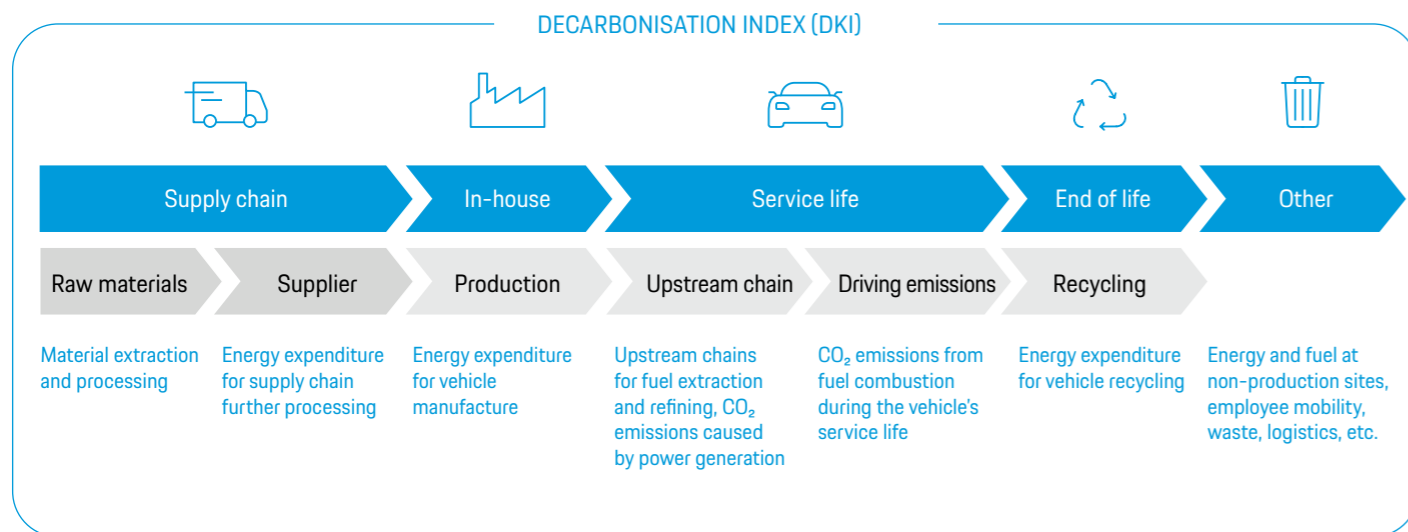 DECARBONISATION INDEX (DKI)
Supply chain
In-house
Service life
End of life
Other
Raw materials
Supplier
Production
Upstream chain
Driving emissions
Recycling
Material extraction
and processing
Energy expenditure
for supply chain
further processing
Energy expenditure
for vehicle
manufacture
Upstream chains
for fuel extraction
and refining, CO₂
emissions caused
by power generation
CO₂ emissions from
fuel combustion
during the vehicle's
service life
Energy expenditure
for vehicle recycling
Energy and fuel at
non-production sites,
employee mobility,
waste, logistics, etc.